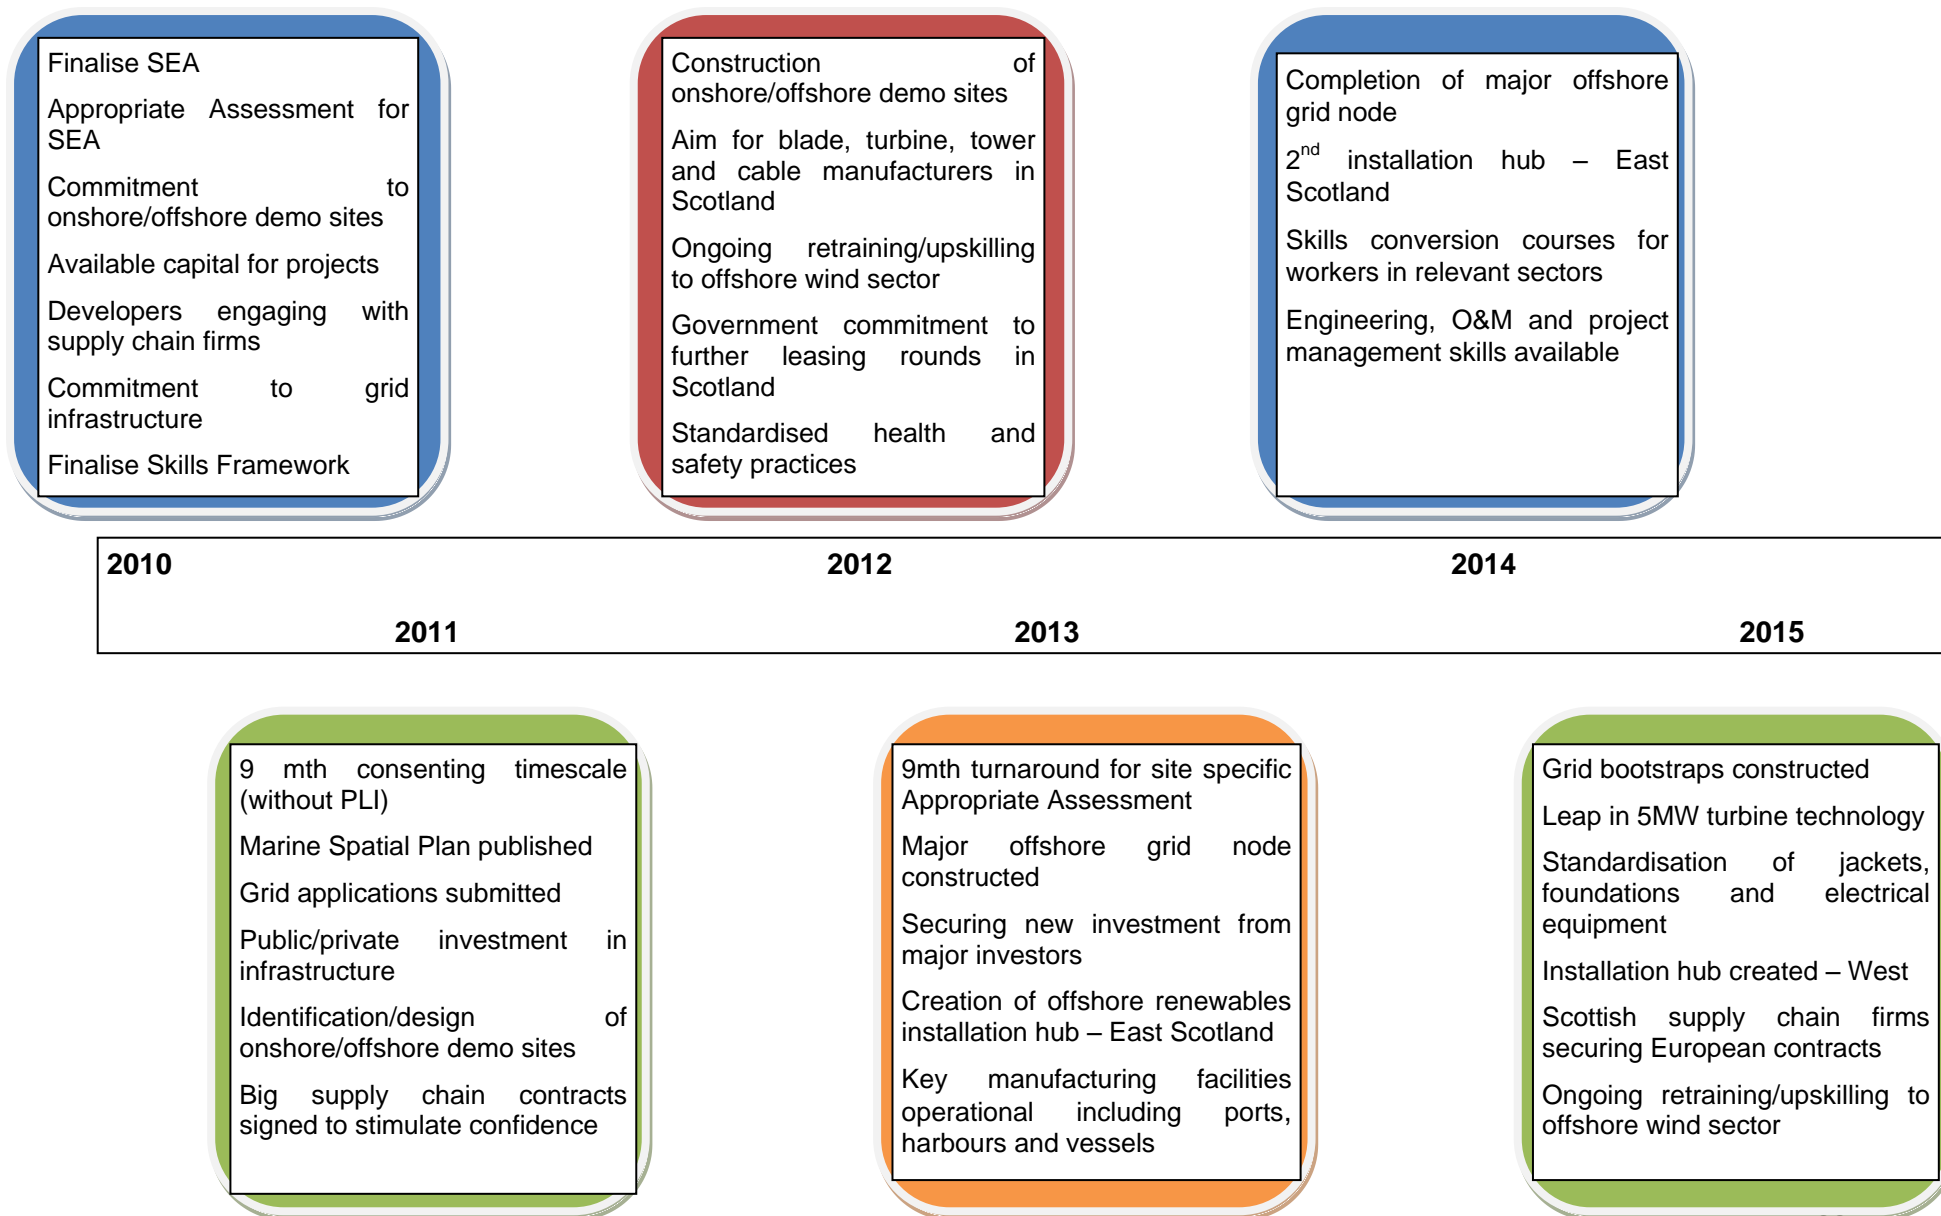 Finalise SEA
Appropriate Assessment for
SEA
Commitment to
onshore/offshore demo sites
Available capital for projects
Developers engaging with
supply chain firms
Commitment to grid
infrastructure
Finalise Skills Framework
Construction of
onshore/offshore demo sites
Aim for blade, turbine, tower
and cable manufacturers in
Scotland
Ongoing retraining/upskilling
to offshore wind sector
Government commitment to
further leasing rounds in
Scotland
Standardised health and
safety practices
Completion of major offshore
grid node
2nd installation hub – East
Scotland
Skills conversion courses for
workers in relevant sectors
Engineering, O&M and project
management skills available
2010 2012 2014
2011 2013 2015
9 mth consenting timescale
(without PLI)
Marine Spatial Plan published
Grid applications submitted
Public/private investment in
infrastructure
Identification/design of
onshore/offshore demo sites
Big supply chain contracts
signed to stimulate confidence
9mth turnaround for site specific
Appropriate Assessment
Major offshore grid node
constructed
Securing new investment from
major investors
Creation of offshore renewables
installation hub – East Scotland
Key manufacturing facilities
operational including ports,
harbours and vessels
Grid bootstraps constructed
Leap in 5MW turbine technology
Standardisation of jackets,
foundations and electrical
equipment
Installation hub created – West
Scottish supply chain firms
securing European contracts
Ongoing retraining/upskilling to
offshore wind sector